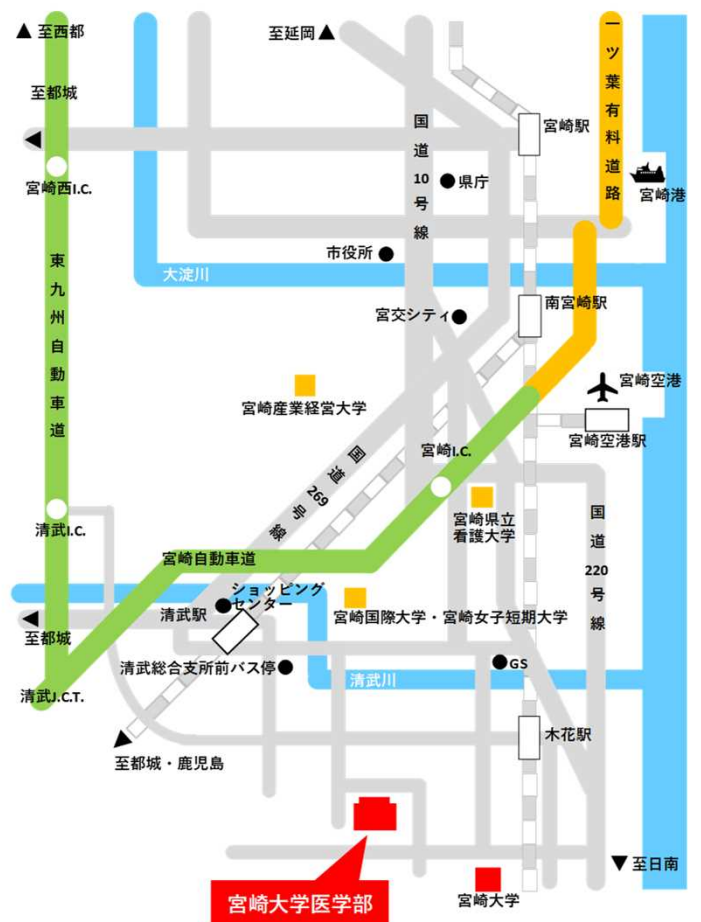 ▲至西都
至延岡▲
一ツ葉有料道路
至都城
国道10号線
宮崎駅
県庁
宮崎西I.C.
宮崎港
市役所
東九州自動車道
大淀川
南宮崎駅
宮交シティ
宮崎空港
宮崎産業経営大学
宮崎空港駅
宮崎I.C.
国道269号線
清武I.C.
宮崎県立
看護大学
国道220号線
宮崎自動車道
ショッピング
センター
清武駅
宮崎国際大学・宮崎女子短期大学
至都城
清武総合支所前バス停
GS
清武川
清武J.C.T.
木花駅
至都城・鹿児島
▼至日南
宮崎大学医学部
宮崎大学